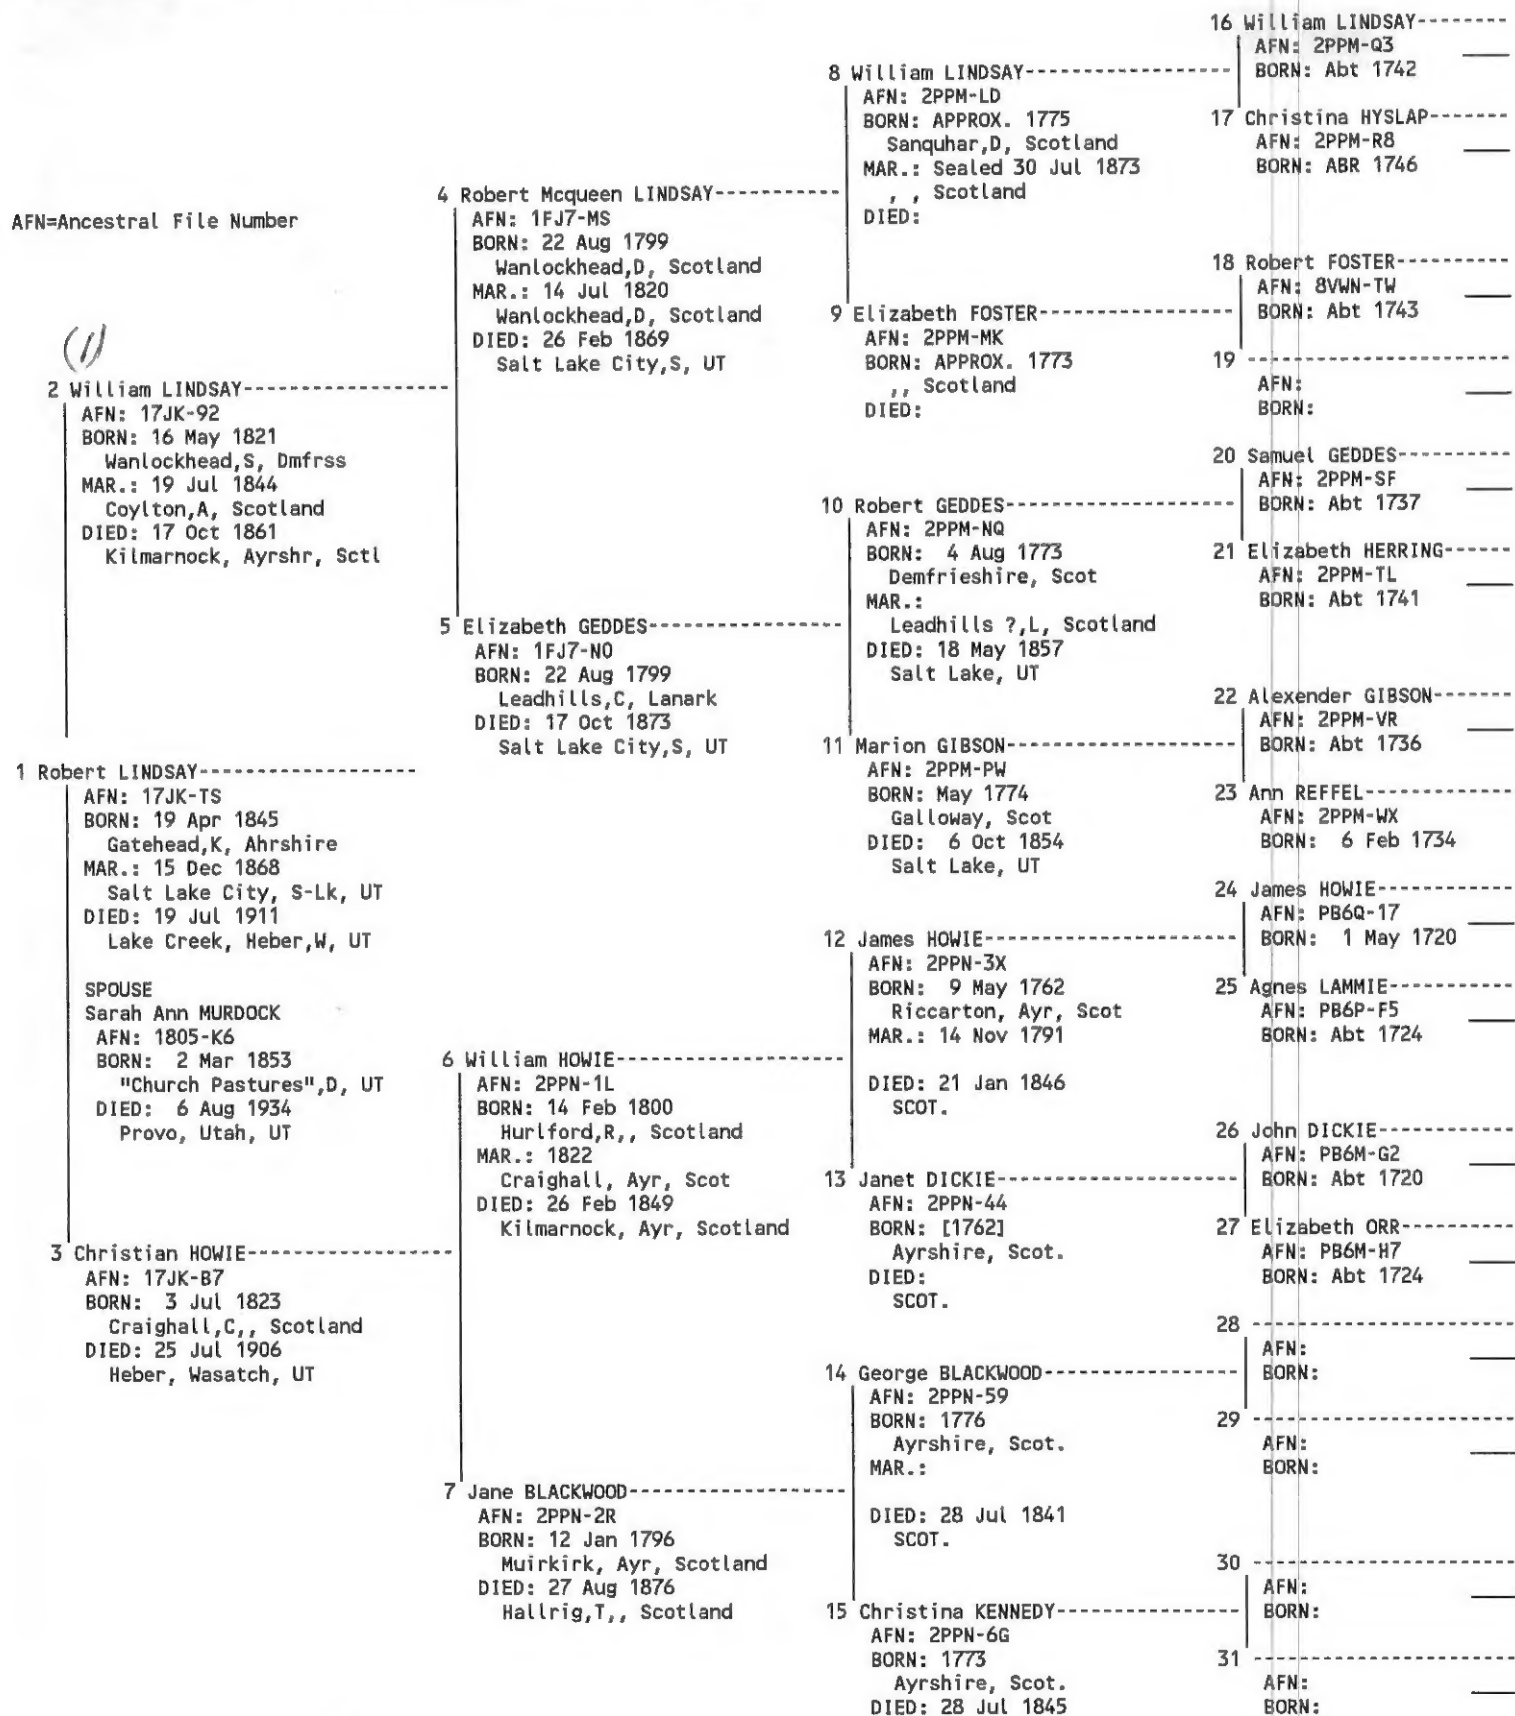 AFN=Ancestral File Number
(1)
2 William LINDSAY----------------
AFN: 17JK-92
BORN: 16 May 1821
Wanlockhead,S, Dmfrss
MAR.: 19 Jul 1844
Coylton,A, Scotland
DIED: 17 Oct 1861
Kilmarnock, Ayrshr, Sctl
1 Robert LINDSAY-----------------
AFN: 17JK-TS
BORN: 19 Apr 1845
Gatehead,K, Ahrshire
MAR.: 15 Dec 1868
Salt Lake City, S-Lk, UT
DIED: 19 Jul 1911
Lake Creek, Heber,W, UT
SPOUSE
Sarah Ann MURDOCK
AFN: 1805-K6
BORN: 2 Mar 1853
"Church Pastures",D, UT
DIED: 6 Aug 1934
Provo, Utah, UT
3 Christian HOWIE----------------
AFN: 17JK-B7
BORN: 3 Jul 1823
Craighall,C,, Scotland
DIED: 25 Jul 1906
Heber, Wasatch, UT
4 Robert Mcqueen LINDSAY---------
AFN: 1FJ7-MS
BORN: 22 Aug 1799
Wanlockhead,D, Scotland
MAR.: 14 Jul 1820
Wanlockhead,D, Scotland
DIED: 26 Feb 1869
Salt Lake City,S, UT
5 Elizabeth GEDDES---------------
AFN: 1FJ7-N0
BORN: 22 Aug 1799
Leadhills,C, Lanark
DIED: 17 Oct 1873
Salt Lake City,S, UT
6 William HOWIE------------------
AFN: 2PPN-1L
BORN: 14 Feb 1800
Hurlford,R,, Scotland
MAR.: 1822
Craighall, Ayr, Scot
DIED: 26 Feb 1849
Kilmarnock, Ayr, Scotland
7 Jane BLACKWOOD-----------------
AFN: 2PPN-2R
BORN: 12 Jan 1796
Muirkirk, Ayr, Scotland
DIED: 27 Aug 1876
Hallrig,T,, Scotland
8 William LINDSAY----------------
AFN: 2PPM-LD
BORN: APPROX. 1775
Sanquhar,D, Scotland
MAR.: Sealed 30 Jul 1873
, , Scotland
DIED:
9 Elizabeth FOSTER---------------
AFN: 2PPM-MK
BORN: APPROX. 1773
,, Scotland
DIED:
10 Robert GEDDES-----------------
AFN: 2PPM-NQ
BORN: 4 Aug 1773
Demfrieshire, Scot
MAR.:
Leadhills ?,L, Scotland
DIED: 18 May 1857
Salt Lake, UT
11 Marion GIBSON-----------------
AFN: 2PPM-PW
BORN: May 1774
Galloway, Scot
DIED: 6 Oct 1854
Salt Lake, UT
12 James HOWIE-------------------
AFN: 2PPN-3X
BORN: 9 May 1762
Riccarton, Ayr, Scot
MAR.: 14 Nov 1791
DIED: 21 Jan 1846
SCOT.
13 Janet DICKIE------------------
AFN: 2PPN-44
BORN: [1762]
Ayrshire, Scot.
DIED:
SCOT.
14 George BLACKWOOD--------------
AFN: 2PPN-59
BORN: 1776
Ayrshire, Scot.
MAR.:
DIED: 28 Jul 1841
SCOT.
15 Christina KENNEDY-------------
AFN: 2PPN-6G
BORN: 1773
Ayrshire, Scot.
DIED: 28 Jul 1845
16 William LINDSAY--------
AFN: 2PPM-Q3
BORN: Abt 1742
17 Christina HYSLAP-------
AFN: 2PPM-R8
BORN: ABR 1746
18 Robert FOSTER----------
AFN: 8VWN-TW
BORN: Abt 1743
19 -----------------------
AFN:
BORN:
20 Samuel GEDDES----------
AFN: 2PPM-SF
BORN: Abt 1737
21 Elizabeth HERRING------
AFN: 2PPM-TL
BORN: Abt 1741
22 Alexender GIBSON-------
AFN: 2PPM-VR
BORN: Abt 1736
23 Ann REFFEL-------------
AFN: 2PPM-WX
BORN: 6 Feb 1734
24 James HOWIE------------
AFN: PB6Q-17
BORN: 1 May 1720
25 Agnes LAMMIE-----------
AFN: PB6P-F5
BORN: Abt 1724
26 John DICKIE------------
AFN: PB6M-G2
BORN: Abt 1720
27 Elizabeth ORR----------
AFN: PB6M-H7
BORN: Abt 1724
28 -----------------------
AFN:
BORN:
29 -----------------------
AFN:
BORN:
30 -----------------------
AFN:
BORN:
31 -----------------------
AFN:
BORN: